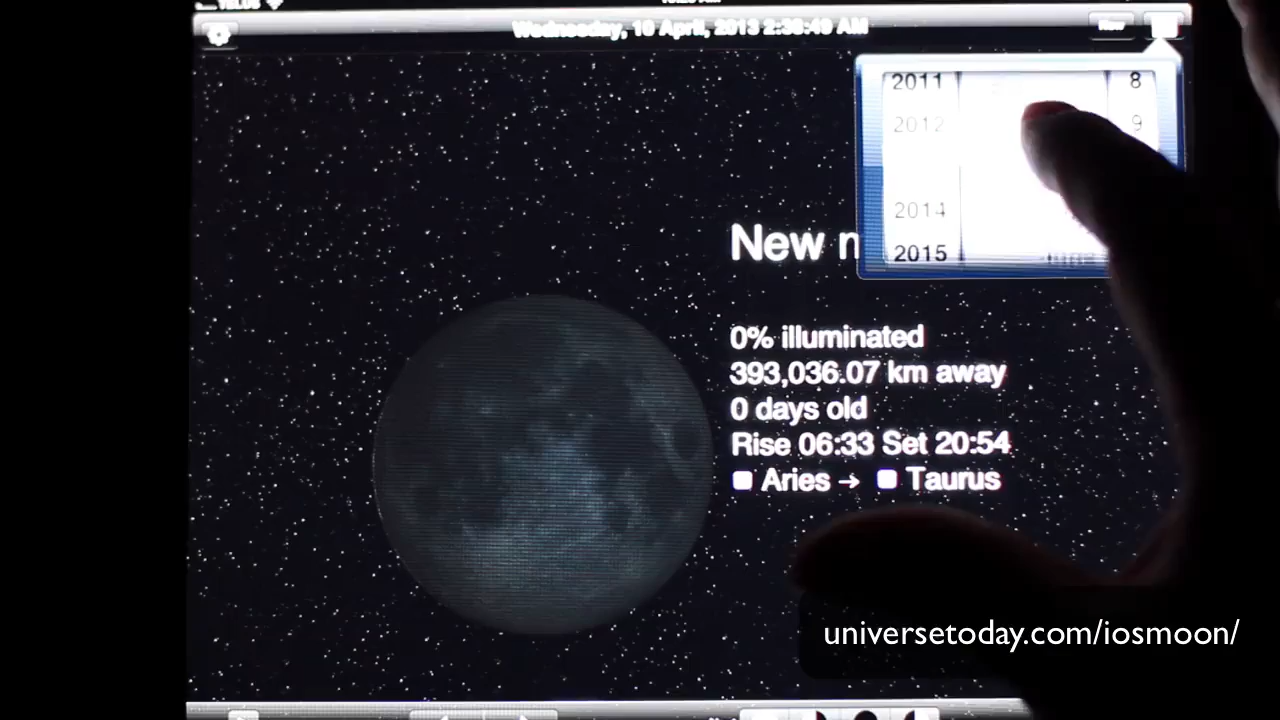 Wednesday, 10 April, 2013 2:36:49 AM
2011
8
2012
9
2014
2015
New
0% illuminated
393,036.07 km away
0 days old
Rise 06:33 Set 20:54
Aries → Taurus
universetoday.com/iosmoon/